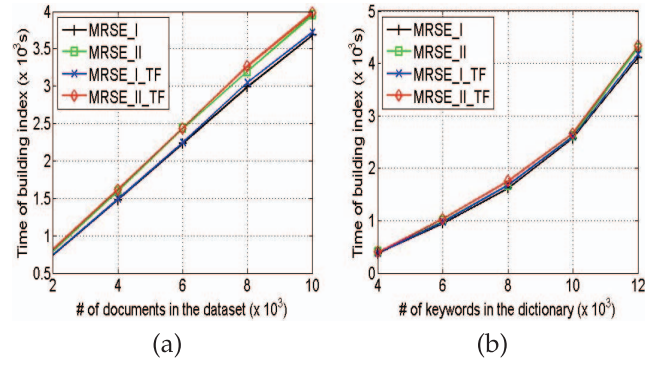 4
3.5
3
2.5
2
1.5
1
0.5
Time of building index (x 10³s)
MRSE_I
MRSE_II
MRSE_I_TF
MRSE_II_TF
2 4 6 8 10
# of documents in the dataset (x 10³)
(a)
5
4
3
2
1
0
Time of building index (x 10³s)
MRSE_I
MRSE_II
MRSE_I_TF
MRSE_II_TF
4 6 8 10 12
# of keywords in the dictionary (x 10³)
(b)